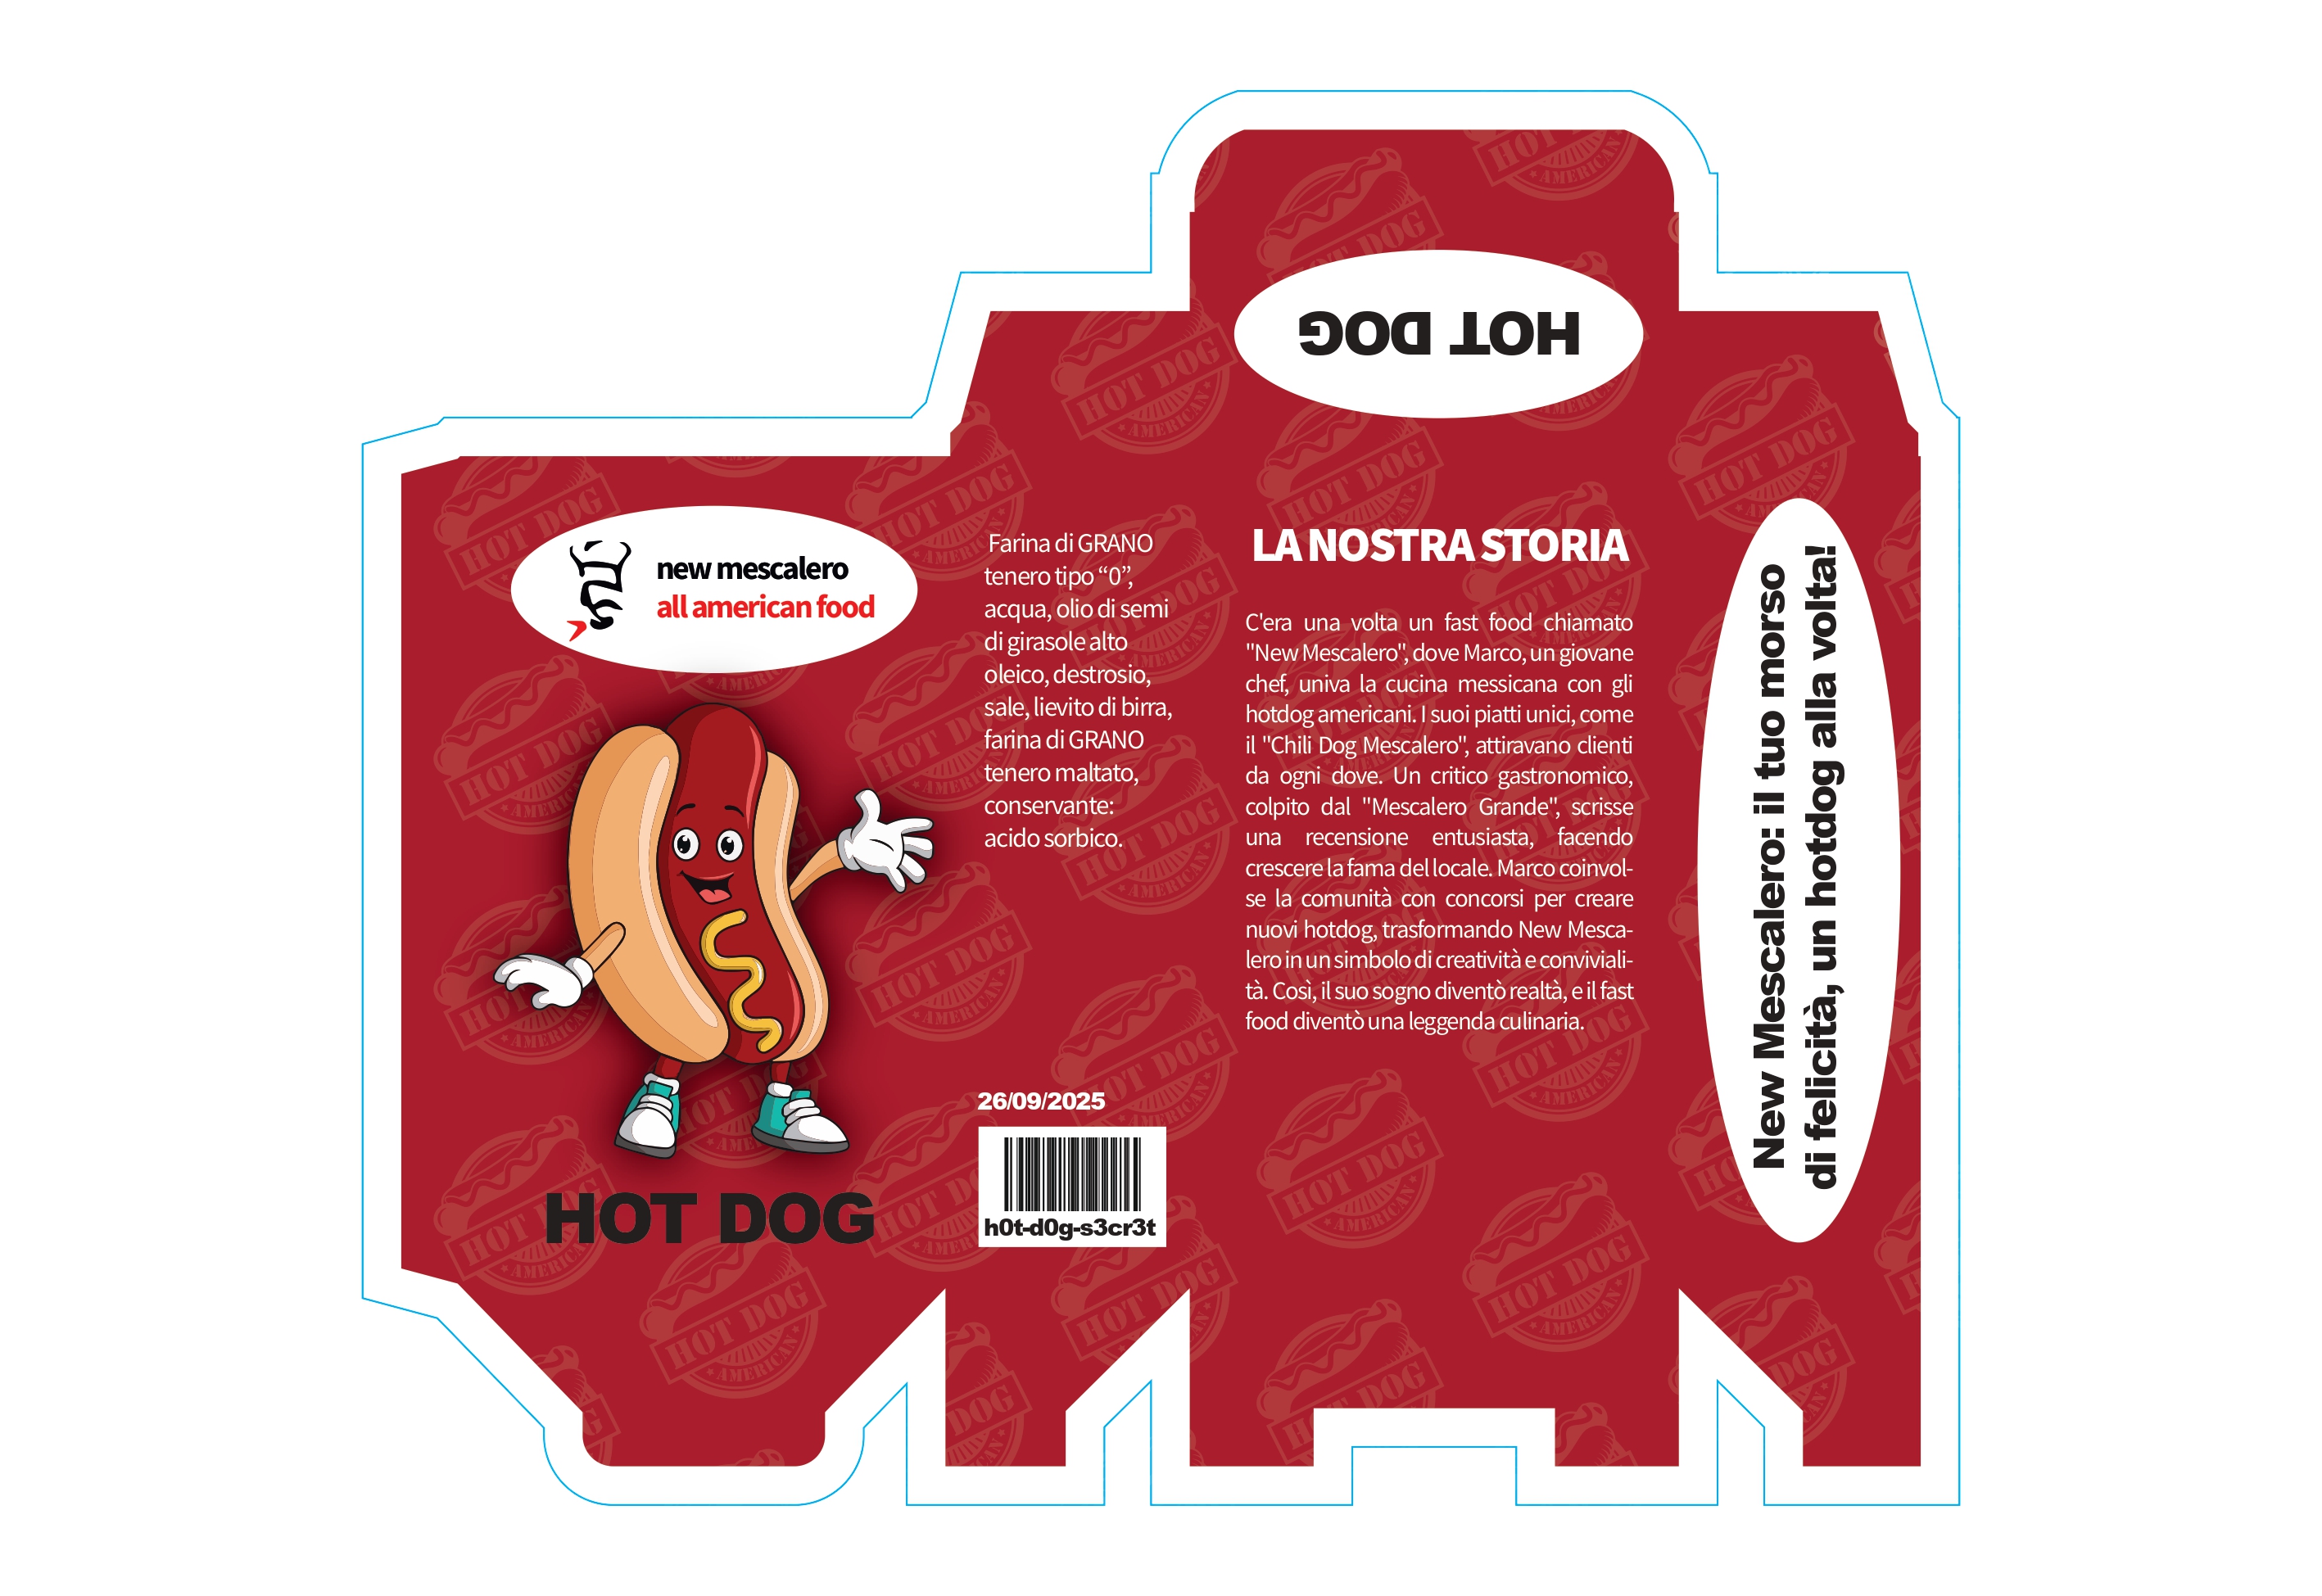 HOT DOG
new mescalero
all american food
HOT DOG
Farina di GRANO
tenero tipo “0”,
acqua, olio di semi
di girasole alto
oleico, destrosio,
sale, lievito di birra,
farina di GRANO
tenero maltato,
conservante:
acido sorbico.
26/09/2025
h0t-d0g-s3cr3t
LA NOSTRA STORIA
C'era una volta un fast food chiamato
"New Mescalero", dove Marco, un giovane
chef, univa la cucina messicana con gli
hotdog americani. I suoi piatti unici, come
il "Chili Dog Mescalero", attiravano clienti
da ogni dove. Un critico gastronomico,
colpito dal "Mescalero Grande", scrisse
una recensione entusiasta, facendo
crescere la fama del locale. Marco coinvol-
se la comunità con concorsi per creare
nuovi hotdog, trasformando New Mesca-
lero in un simbolo di creatività e conviviali-
tà. Così, il suo sogno diventò realtà, e il fast
food diventò una leggenda culinaria.
New Mescalero: il tuo morso
di felicità, un hotdog alla volta!
HOT DOG
AMERICAN